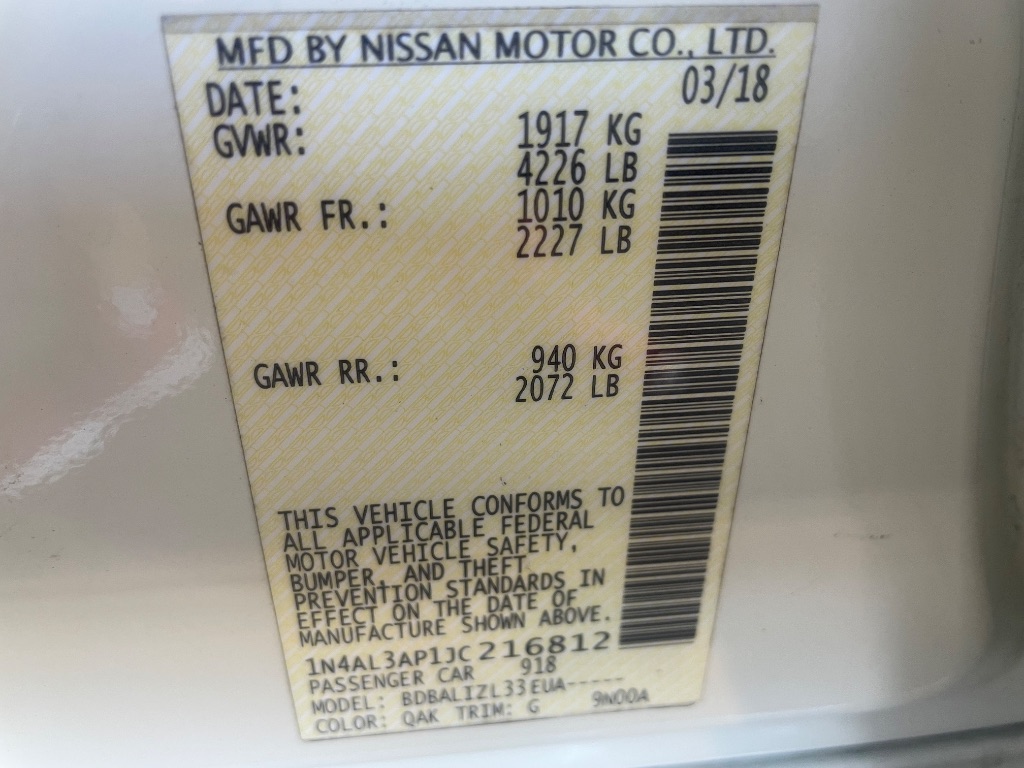 MFD BY NISSAN MOTOR CO., LTD.
DATE: 03/18
GVWR: 1917 KG
4226 LB
GAWR FR.: 1010 KG
2227 LB
GAWR RR.: 940 KG
2072 LB
THIS VEHICLE CONFORMS TO
ALL APPLICABLE FEDERAL
MOTOR VEHICLE SAFETY,
BUMPER, AND THEFT
PREVENTION STANDARDS IN
EFFECT ON THE DATE OF
MANUFACTURE SHOWN ABOVE.
1N4AL3AP1JC216812
PASSENGER CAR 918
MODEL: BDBALIZL33EUA-----
COLOR: QAK TRIM: G 9N00A